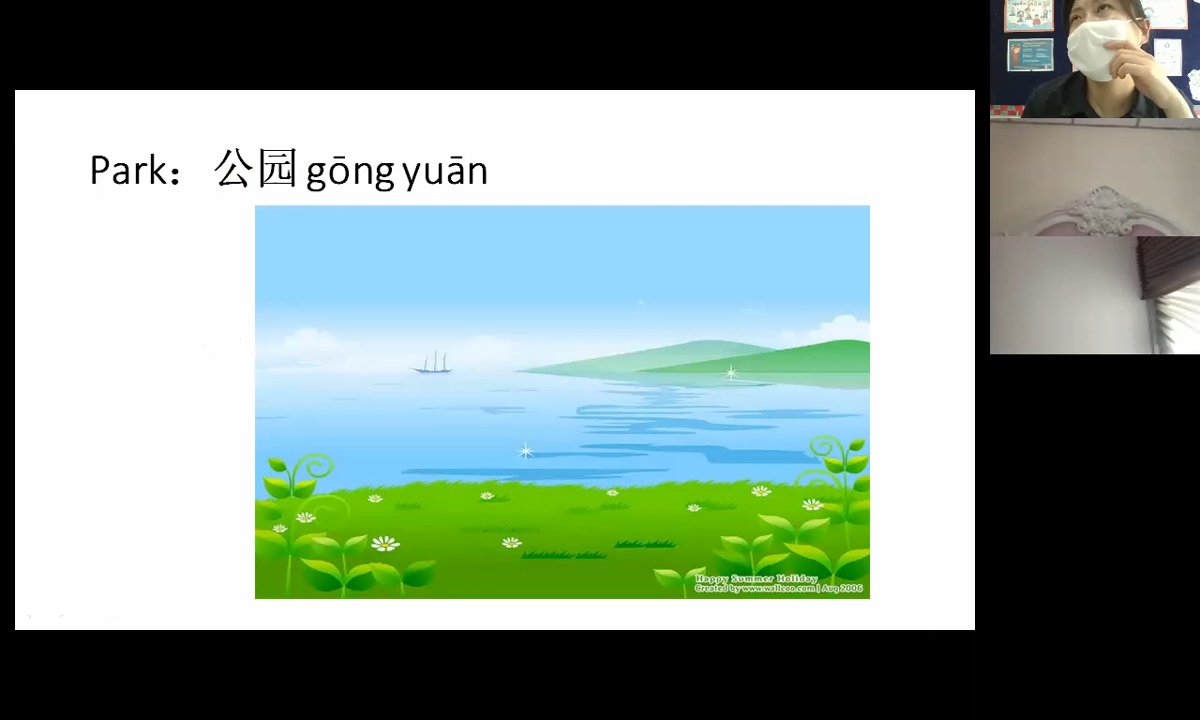 Park：公园 gōng yuān
Happy Summer Holiday
Created by www.wallcoo.com | Aug 2006